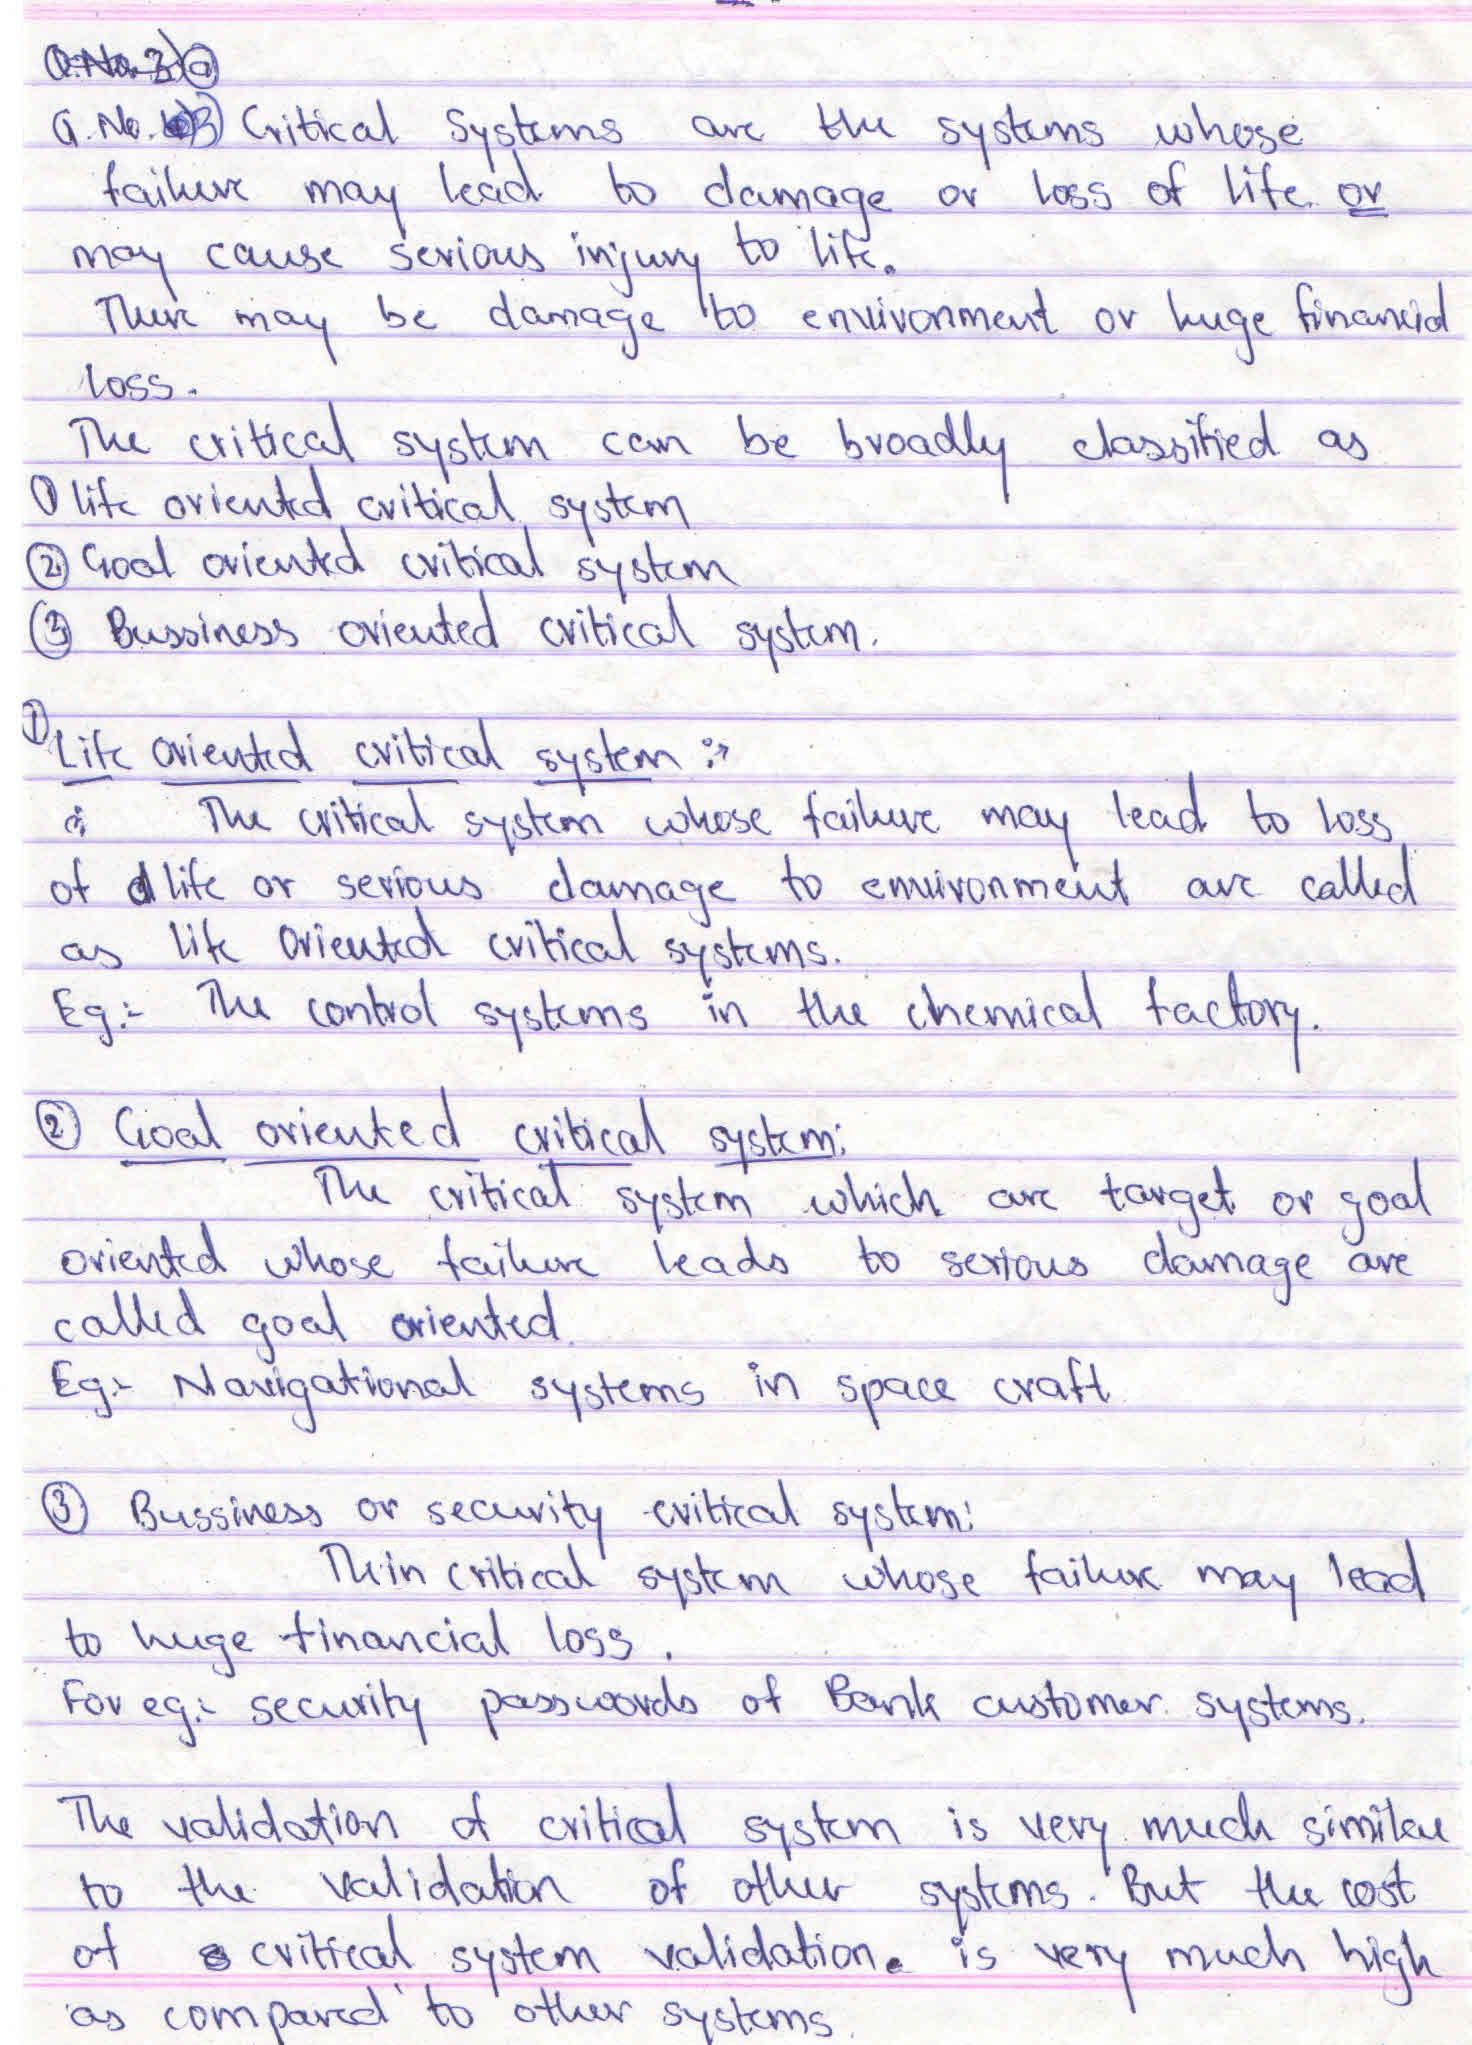 Q.No.3) a
Q.No. 3) Critical Systems are the systems whose
failure may lead to damage or loss of life or
may cause serious injury to life.
There may be damage to environment or huge financial
loss.
The critical system can be broadly classified as
① life oriented critical system
② Goal oriented critical system
③ Bussiness oriented critical system.
① Life oriented critical system :→
The critical system whose failure may lead to loss
of life or serious damage to environment are called
as life oriented critical systems.
Eg:- The control systems in the chemical factory.
② Goal oriented critical system:
The critical system which are target or goal
oriented whose failure leads to serious damage are
called goal oriented
Eg:- Navigational systems in space craft
③ Bussiness or security critical system:
Thin critical system whose failure may lead
to huge financial loss.
For eg:- security passwords of Bank customer systems.
The validation of critical system is very much similar
to the validation of other systems. But the cost
of critical system validation. is very much high
as compared to other systems.